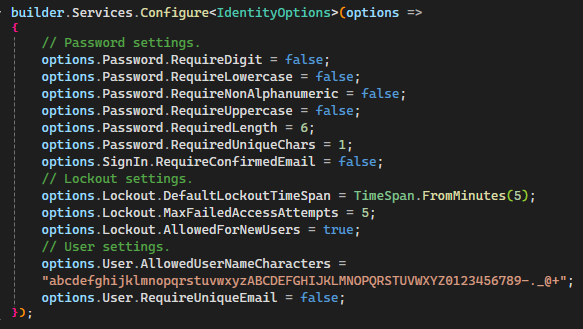 builder.Services.Configure<IdentityOptions>(options =>
{
// Password settings.
options.Password.RequireDigit = false;
options.Password.RequireLowercase = false;
options.Password.RequireNonAlphanumeric = false;
options.Password.RequireUppercase = false;
options.Password.RequiredLength = 6;
options.Password.RequiredUniqueChars = 1;
options.SignIn.RequireConfirmedEmail = false;
// Lockout settings.
options.Lockout.DefaultLockoutTimeSpan = TimeSpan.FromMinutes(5);
options.Lockout.MaxFailedAccessAttempts = 5;
options.Lockout.AllowedForNewUsers = true;
// User settings.
options.User.AllowedUserNameCharacters =
"abcdefghijklmnopqrstuvwxyzABCDEFGHIJKLMNOPQRSTUVWXYZ0123456789-._@+";
options.User.RequireUniqueEmail = false;
});